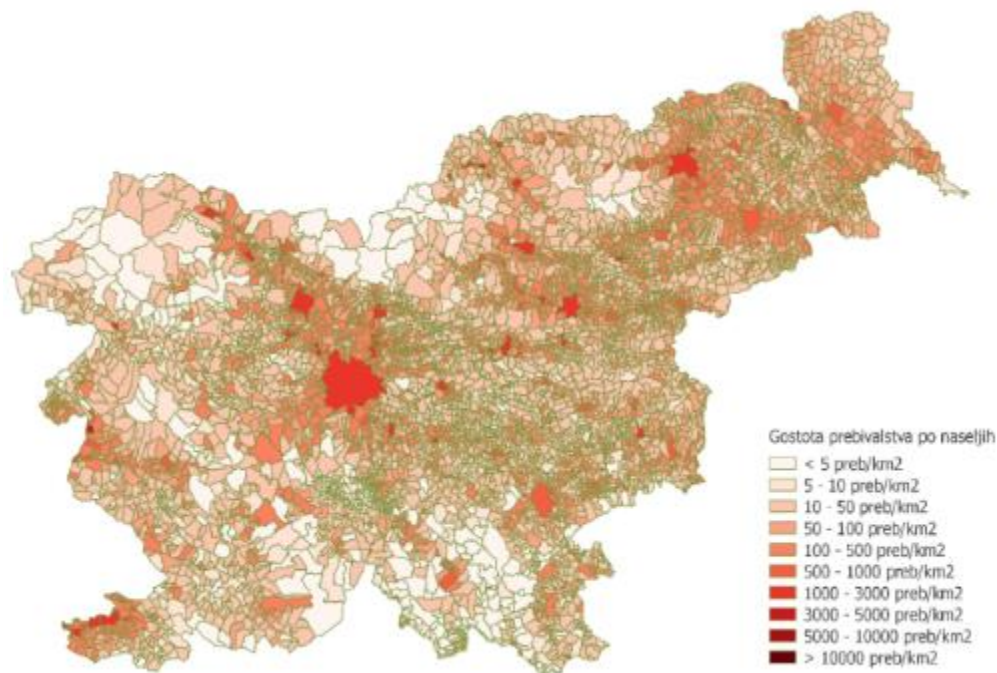 Gostota prebivalstva po naseljih
< 5 preb/km2
5 - 10 preb/km2
10 - 50 preb/km2
50 - 100 preb/km2
100 - 500 preb/km2
500 - 1000 preb/km2
1000 - 3000 preb/km2
3000 - 5000 preb/km2
5000 - 10000 preb/km2
> 10000 preb/km2